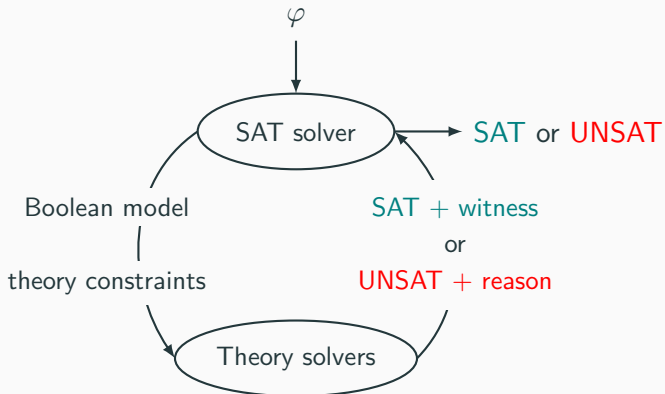 φ
SAT solver
SAT or UNSAT
Boolean model
theory constraints
SAT + witness
or
UNSAT + reason
Theory solvers